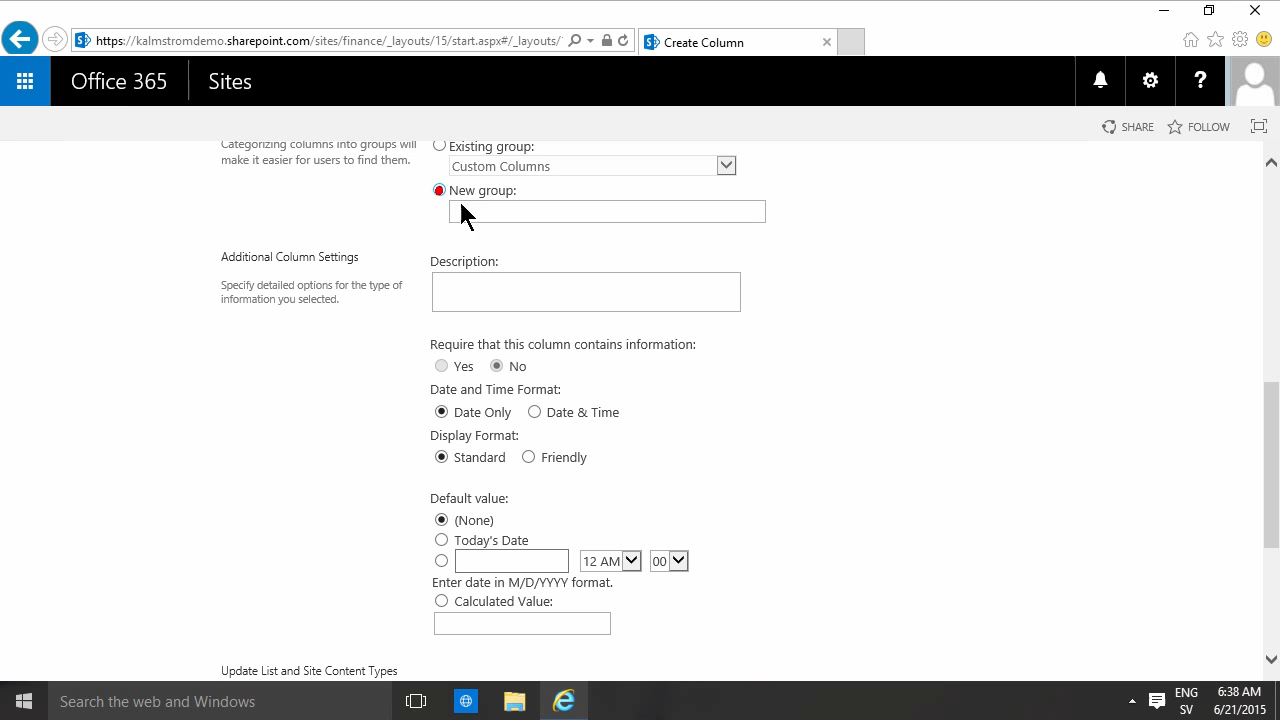 https://kalmstromdemo.sharepoint.com/sites/finance/_layouts/15/start.aspx#/_layouts/
Create Column
Office 365
Sites
SHARE
FOLLOW
Categorizing columns into groups will
make it easier for users to find them.
Existing group:
Custom Columns
New group:
Additional Column Settings
Specify detailed options for the type of
information you selected.
Description:
Require that this column contains information:
Yes No
Date and Time Format:
Date Only Date & Time
Display Format:
Standard Friendly
Default value:
(None)
Today's Date
12 AM 00
Enter date in M/D/YYYY format.
Calculated Value:
Update List and Site Content Types
Search the web and Windows
ENG
SV
6:38 AM
6/21/2015